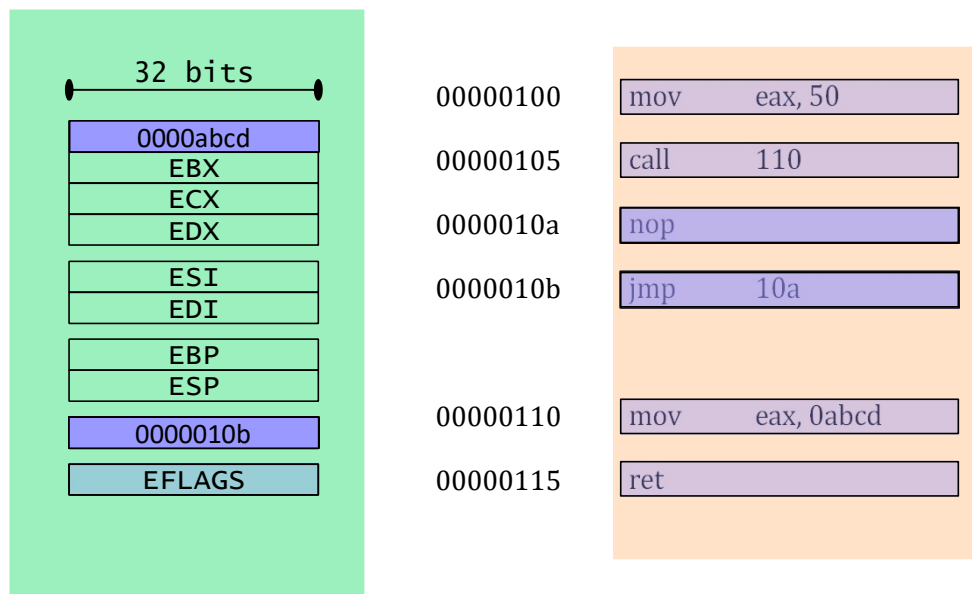 32 bits
0000abcd
EBX
ECX
EDX
ESI
EDI
EBP
ESP
0000010b
EFLAGS
00000100 mov eax, 50
00000105 call 110
0000010a nop
0000010b jmp 10a
00000110 mov eax, 0abcd
00000115 ret